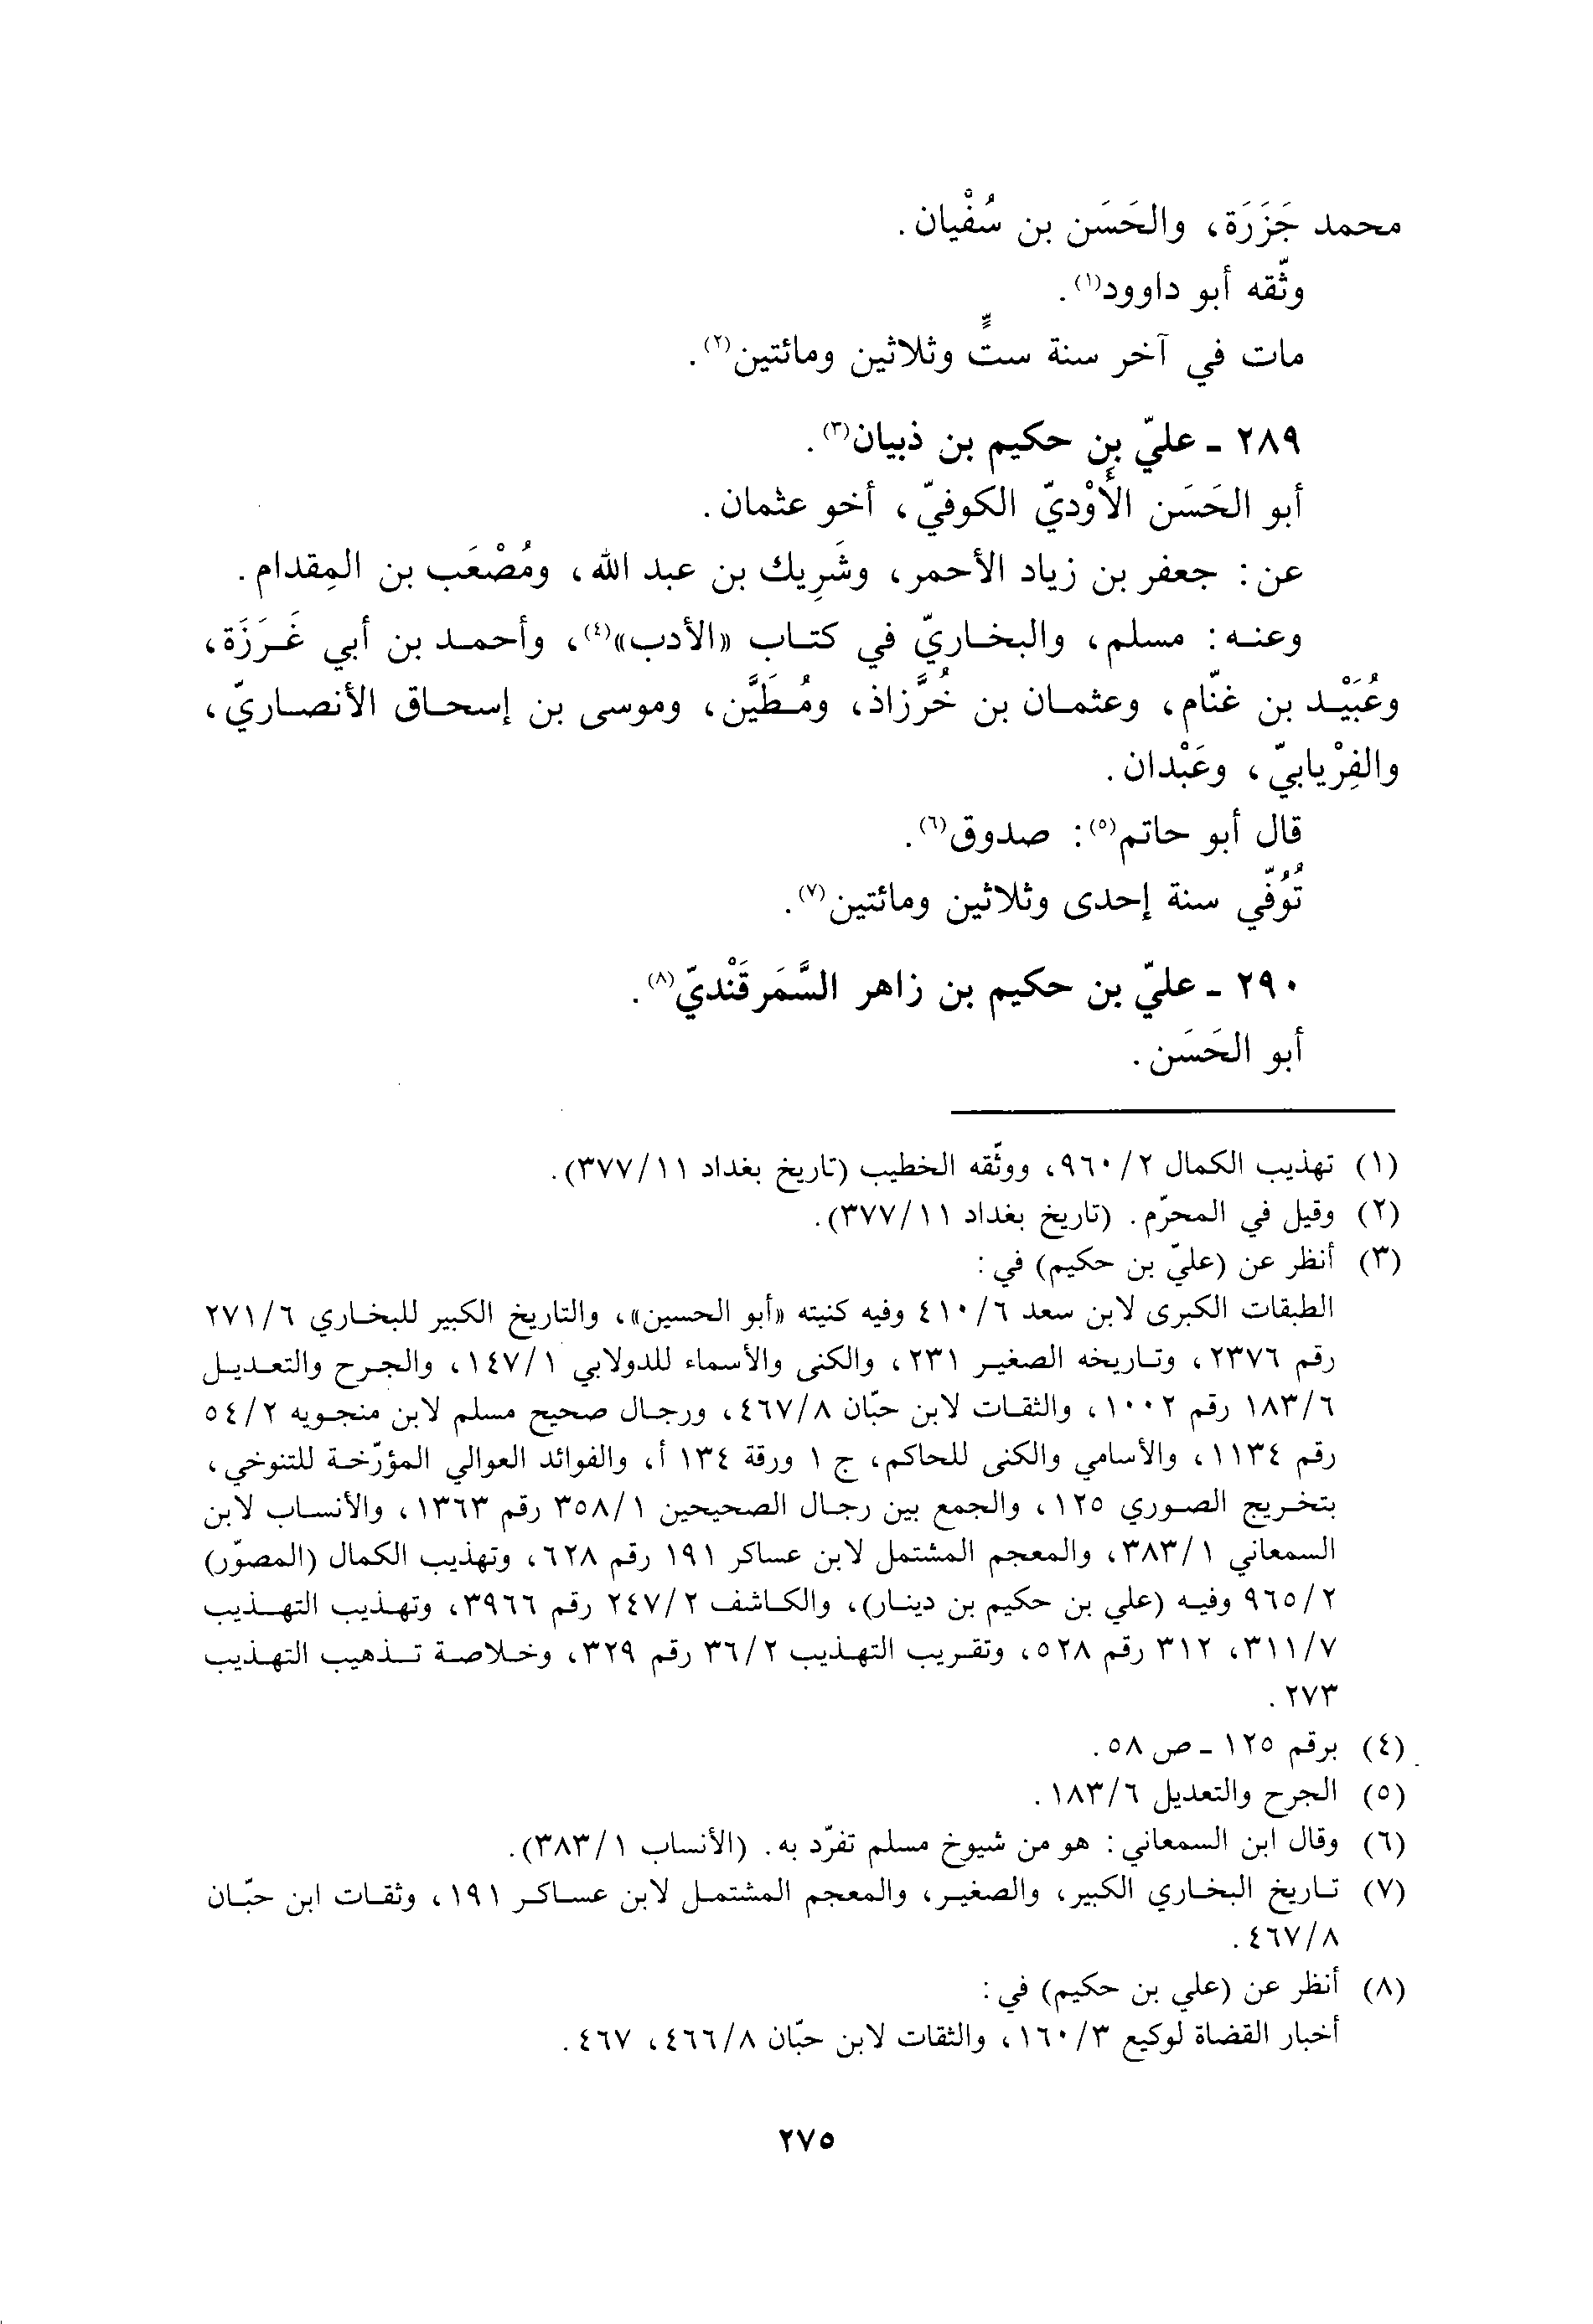 محمد جَزَرَة، والحَسَن بن سُفْيان.
وثّقه أبو داوود(١).
مات في آخر سنة ستٍّ وثلاثين ومائتين(٢).
٢٨٩ - عليّ بن حكيم بن ذبيان(٣).
أبو الحَسَن الأَوْديّ الكوفيّ، أخو عثمان.
عن: جعفر بن زياد الأحمر، وشَرِيك بن عبد الله، ومُصْعَب بن المِقدام.
وعنه: مسلم، والبخاريّ في كتاب «الأدب»(٤)، وأحمد بن أبي غَرَزَة،
وعُبَيْد بن غنّام، وعثمان بن خُرَّزاذ، ومُطَيَّن، وموسى بن إسحاق الأنصاريّ،
والفِرْيابيّ، وعَبْدان.
قال أبو حاتم(٥): صدوق(٦).
تُوُفّي سنة إحدى وثلاثين ومائتين(٧).
٢٩٠ - عليّ بن حكيم بن زاهر السَّمَرقَنْديّ(٨).
أبو الحَسَن.
(١) تهذيب الكمال ٩٦٠/٢، ووثّقه الخطيب (تاريخ بغداد ٣٧٧/١١).
(٢) وقيل في المحرّم. (تاريخ بغداد ٣٧٧/١١).
(٣) أنظر عن (عليّ بن حكيم) في:
الطبقات الكبرى لابن سعد ٤١٠/٦ وفيه كنيته «أبو الحسين»، والتاريخ الكبير للبخاري ٢٧١/٦
رقم ٢٣٧٦، وتاريخه الصغير ٢٣١، والكنى والأسماء للدولابي ١٤٧/١، والجرح والتعديل
١٨٣/٦ رقم ١٠٠٢، والثقات لابن حبّان ٤٦٧/٨، ورجال صحيح مسلم لابن منجويه ٥٤/٢
رقم ١١٣٤، والأسامي والكنى للحاكم، ج ١ ورقة ١٣٤ أ، والفوائد العوالي المؤرّخة للتنوخي،
بتخريج الصوري ١٢٥، والجمع بين رجال الصحيحين ٣٥٨/١ رقم ١٣٦٣، والأنساب لابن
السمعاني ٣٨٣/١، والمعجم المشتمل لابن عساكر ١٩١ رقم ٦٢٨، وتهذيب الكمال (المصوّر)
٩٦٥/٢ وفيه (علي بن حكيم بن دينار)، والكاشف ٢٤٧/٢ رقم ٣٩٦٦، وتهذيب التهذيب
٣١١/٧، ٣١٢ رقم ٥٢٨، وتقريب التهذيب ٣٦/٢ رقم ٣٢٩، وخلاصة تذهيب التهذيب
٢٧٣.
(٤) برقم ١٢٥ - ص ٥٨.
(٥) الجرح والتعديل ١٨٣/٦.
(٦) وقال ابن السمعاني: هو من شيوخ مسلم تفرّد به. (الأنساب ٣٨٣/١).
(٧) تاريخ البخاري الكبير، والصغير، والمعجم المشتمل لابن عساكر ١٩١، وثقات ابن حبّان
٤٦٧/٨.
(٨) أنظر عن (علي بن حكيم) في:
أخبار القضاة لوكيع ١٦٠/٣، والثقات لابن حبّان ٤٦٦/٨، ٤٦٧.
٢٧٥